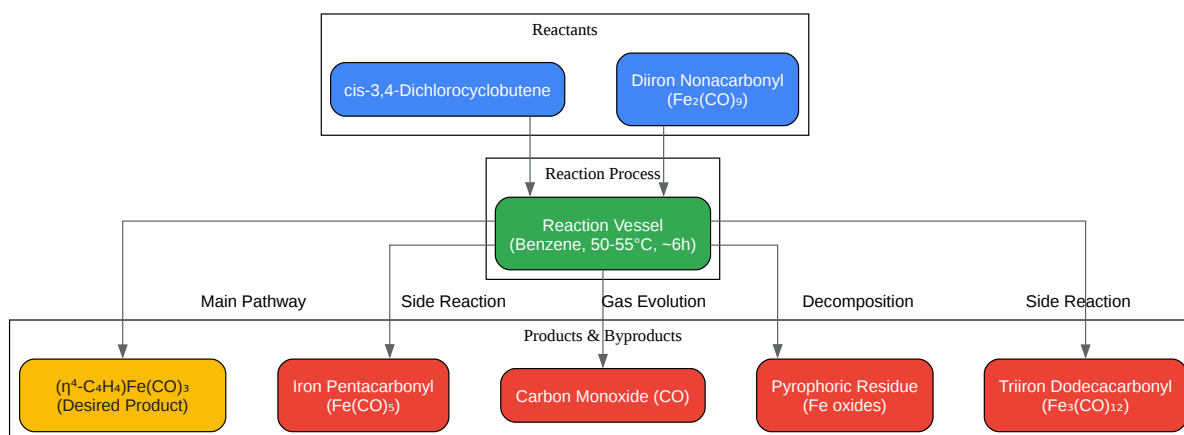 Reactants
cis-3,4-Dichlorocyclobutene
Diiron Nonacarbonyl
(Fe₂(CO)₉)
Reaction Process
Reaction Vessel
(Benzene, 50-55°C, ~6h)
Main Pathway
Side Reaction
Gas Evolution
Decomposition
Side Reaction
Products & Byproducts
(η⁴-C₄H₄)Fe(CO)₃
(Desired Product)
Iron Pentacarbonyl
(Fe(CO)₅)
Carbon Monoxide (CO)
Pyrophoric Residue
(Fe oxides)
Triiron Dodecacarbonyl
(Fe₃(CO)₁₂)